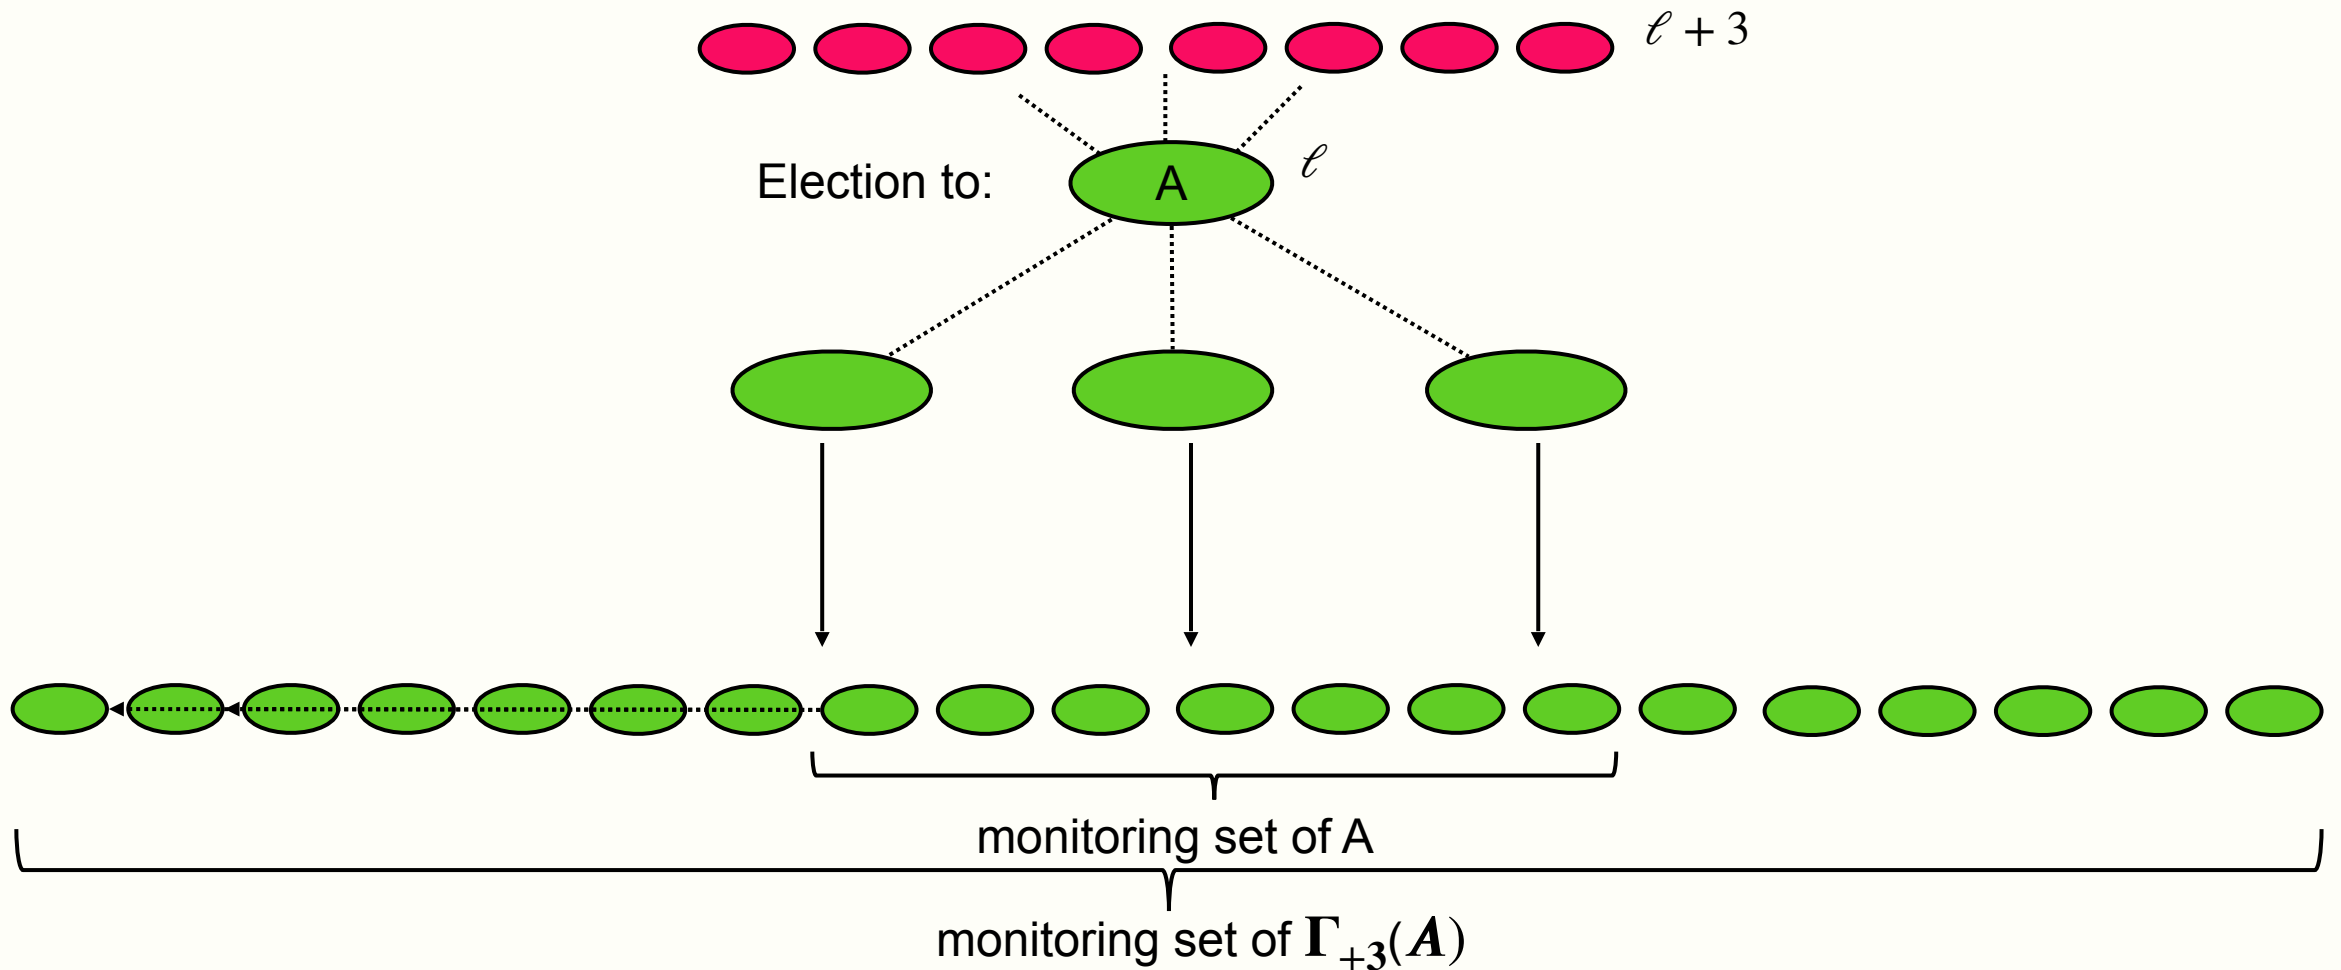 ℓ + 3
Election to:
A
ℓ
monitoring set of A
monitoring set of Γ₊₃(A)